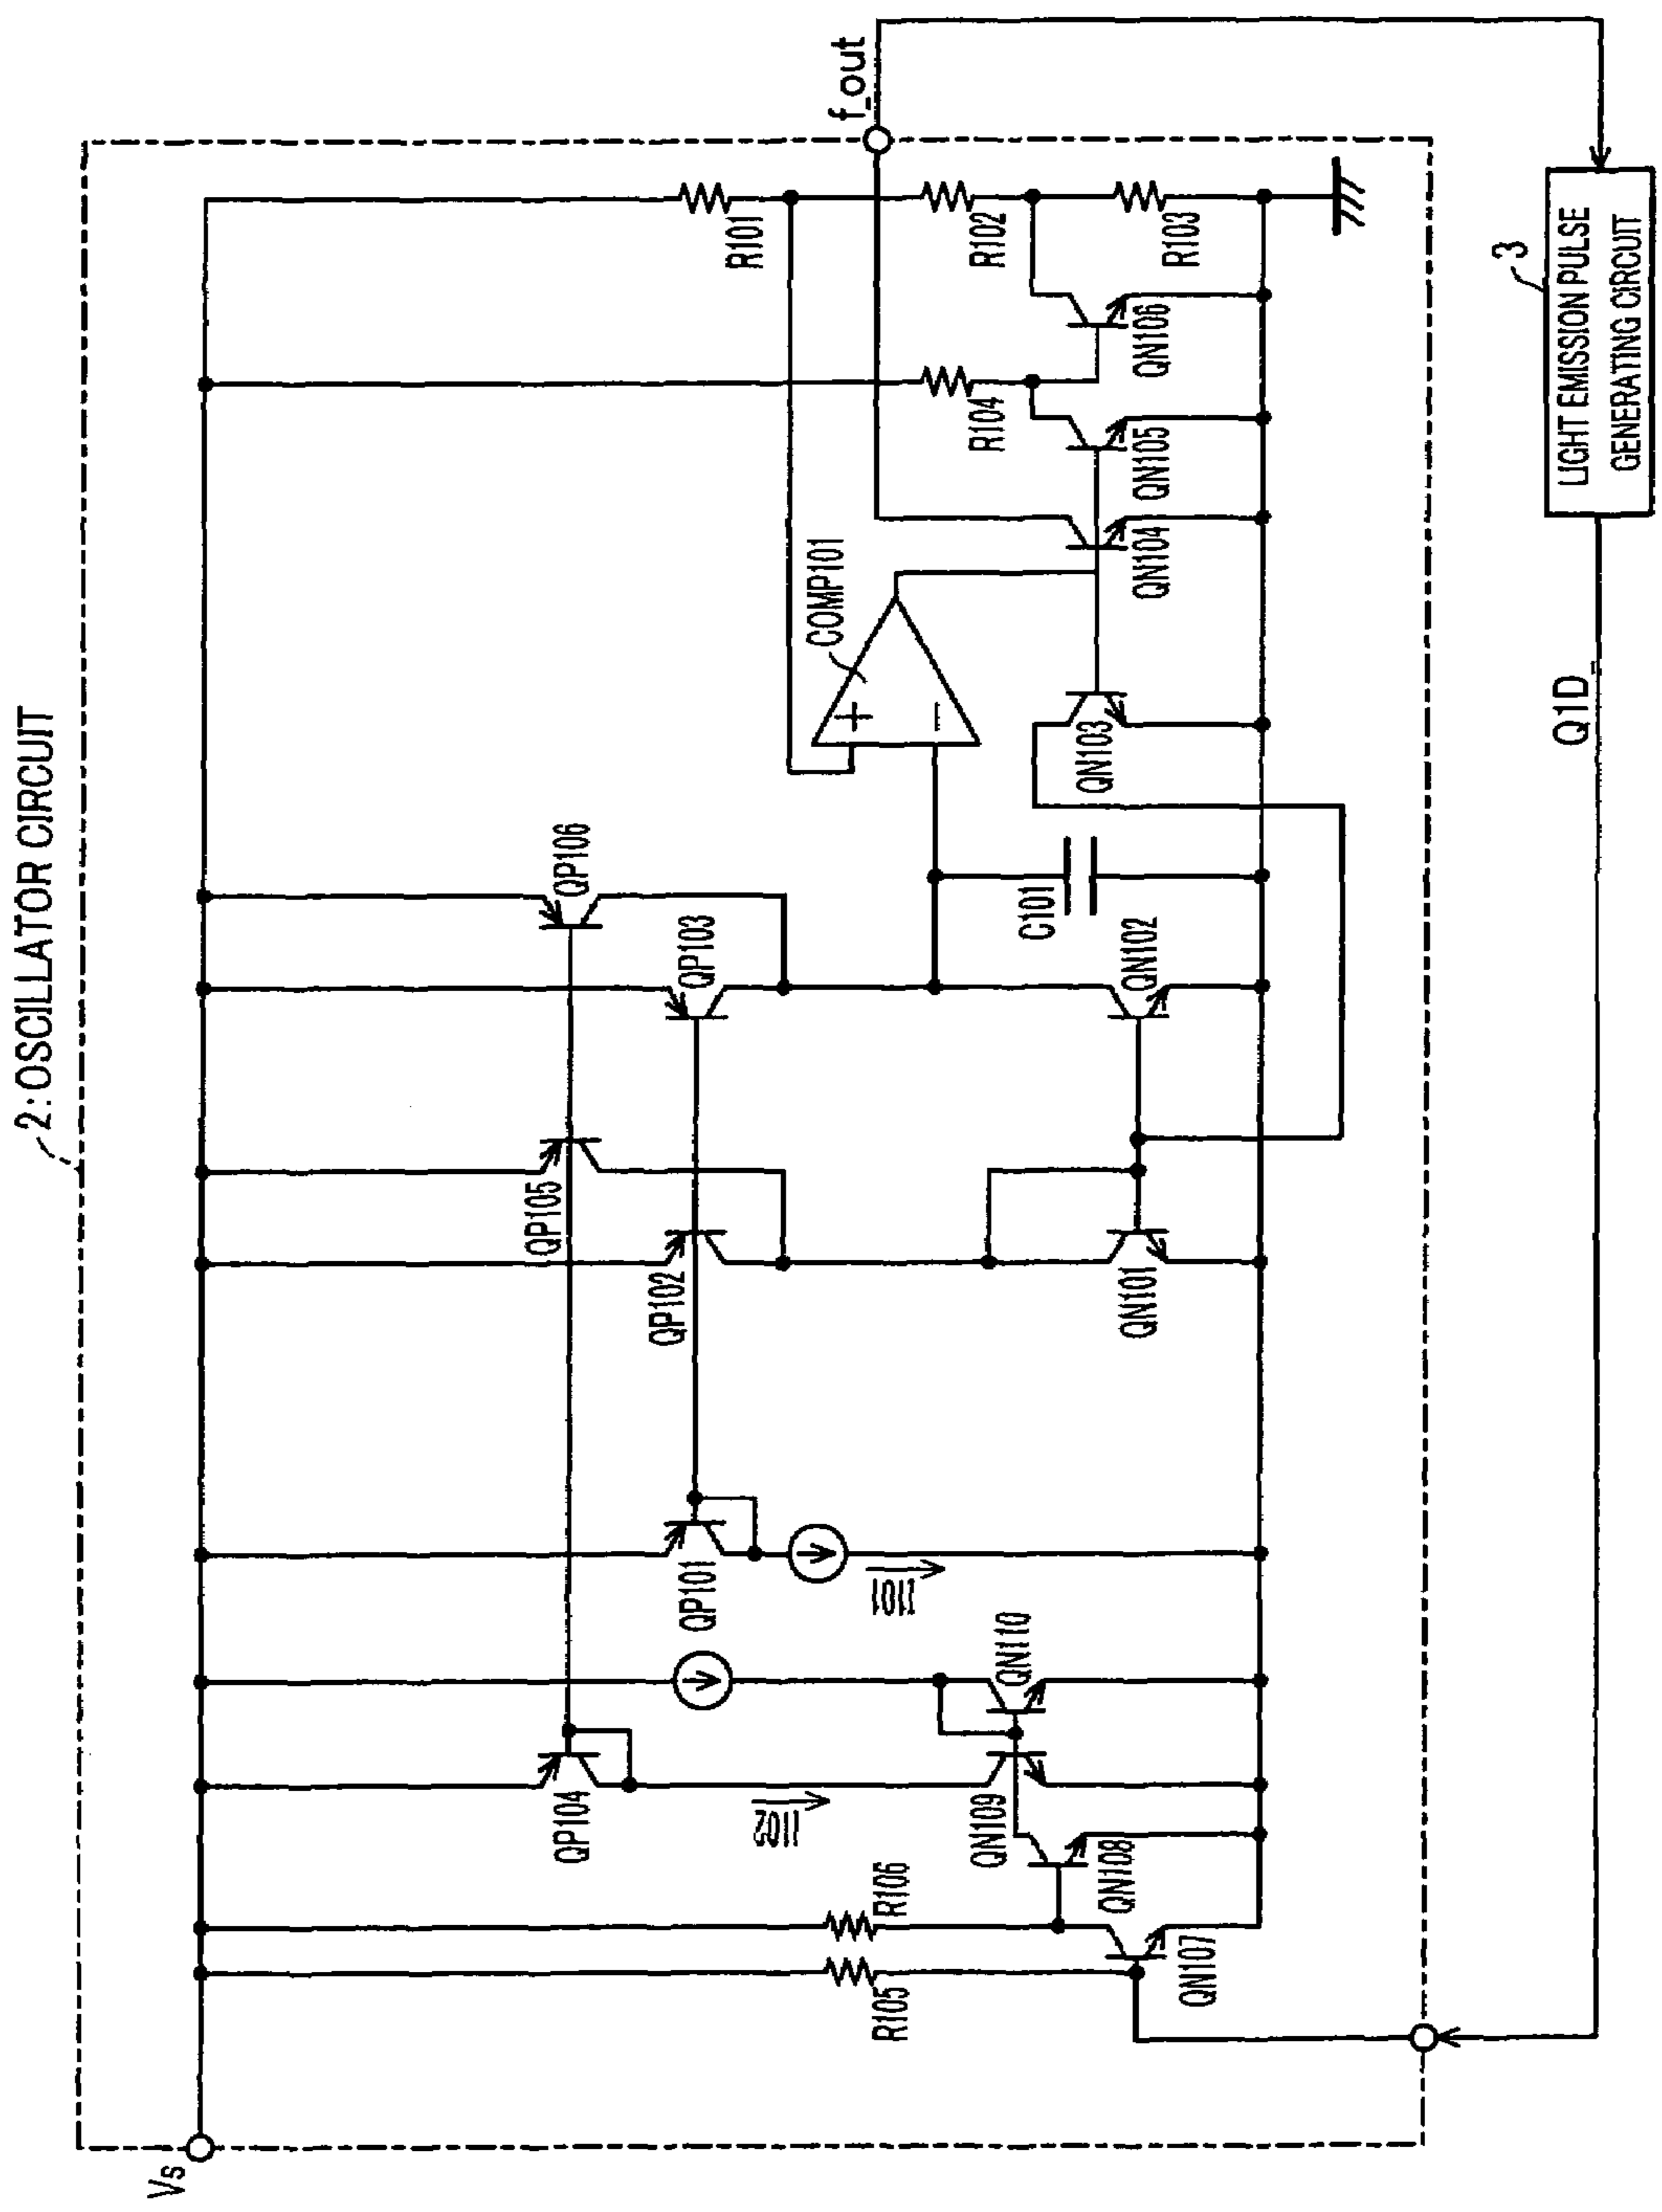 2:OSCILLATOR CIRCUIT
Vs
f_out
QP106
QP105
QP104
QP103
QP102
QP101
I101
I102
R101
R102
R103
R104
R105
R106
COMP101
+
−
C101
QN101
QN102
QN103
QN104
QN105
QN106
QN107
QN108
QN109
QN110
Q1D
3
LIGHT EMISSION PULSE
GENERATING CIRCUIT